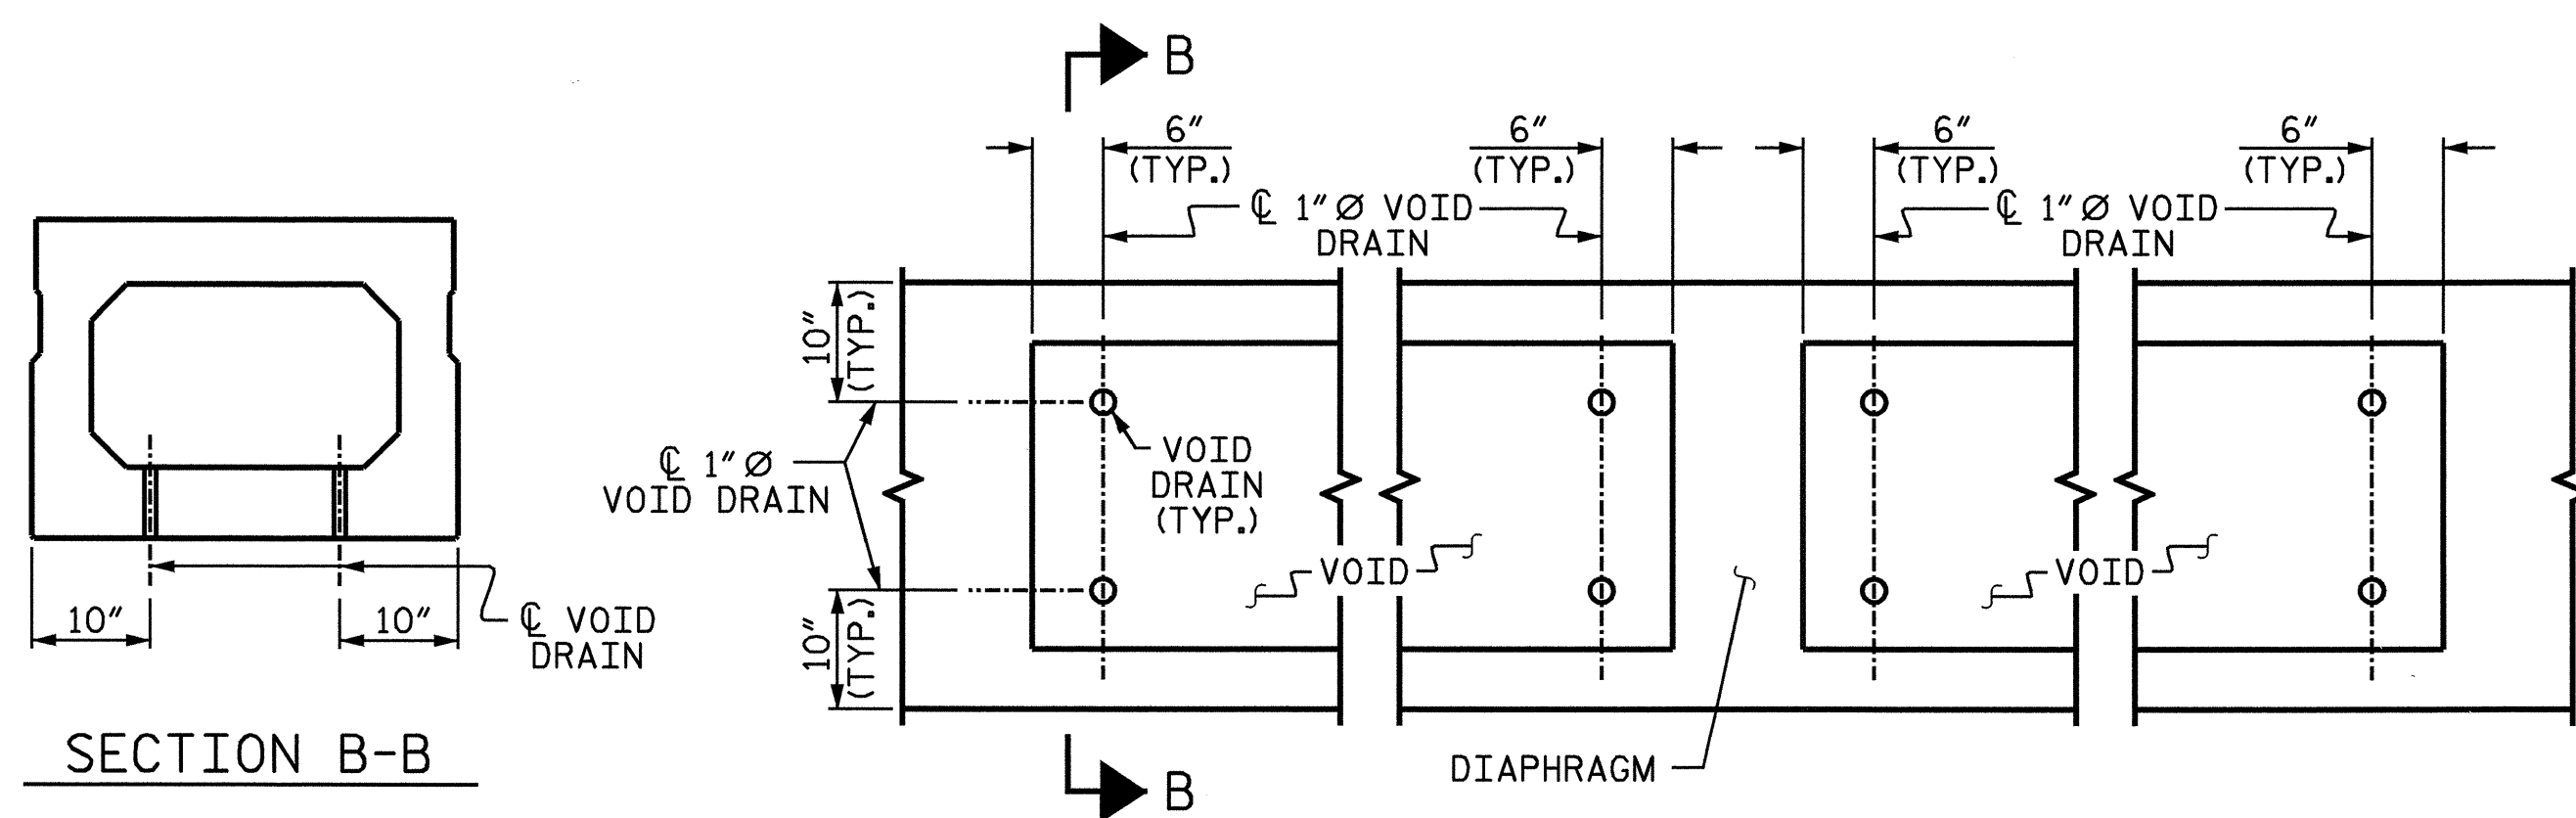 B
6" 6" 6" 6"
(TYP.) (TYP.) (TYP.) (TYP.)
℄ 1" Ø VOID
DRAIN
℄ 1" Ø VOID
DRAIN
10"
(TYP.)
℄ 1" Ø
VOID DRAIN
VOID
DRAIN
(TYP.)
VOID
VOID
10"
(TYP.)
10" 10"
℄ VOID
DRAIN
SECTION B-B
DIAPHRAGM
B